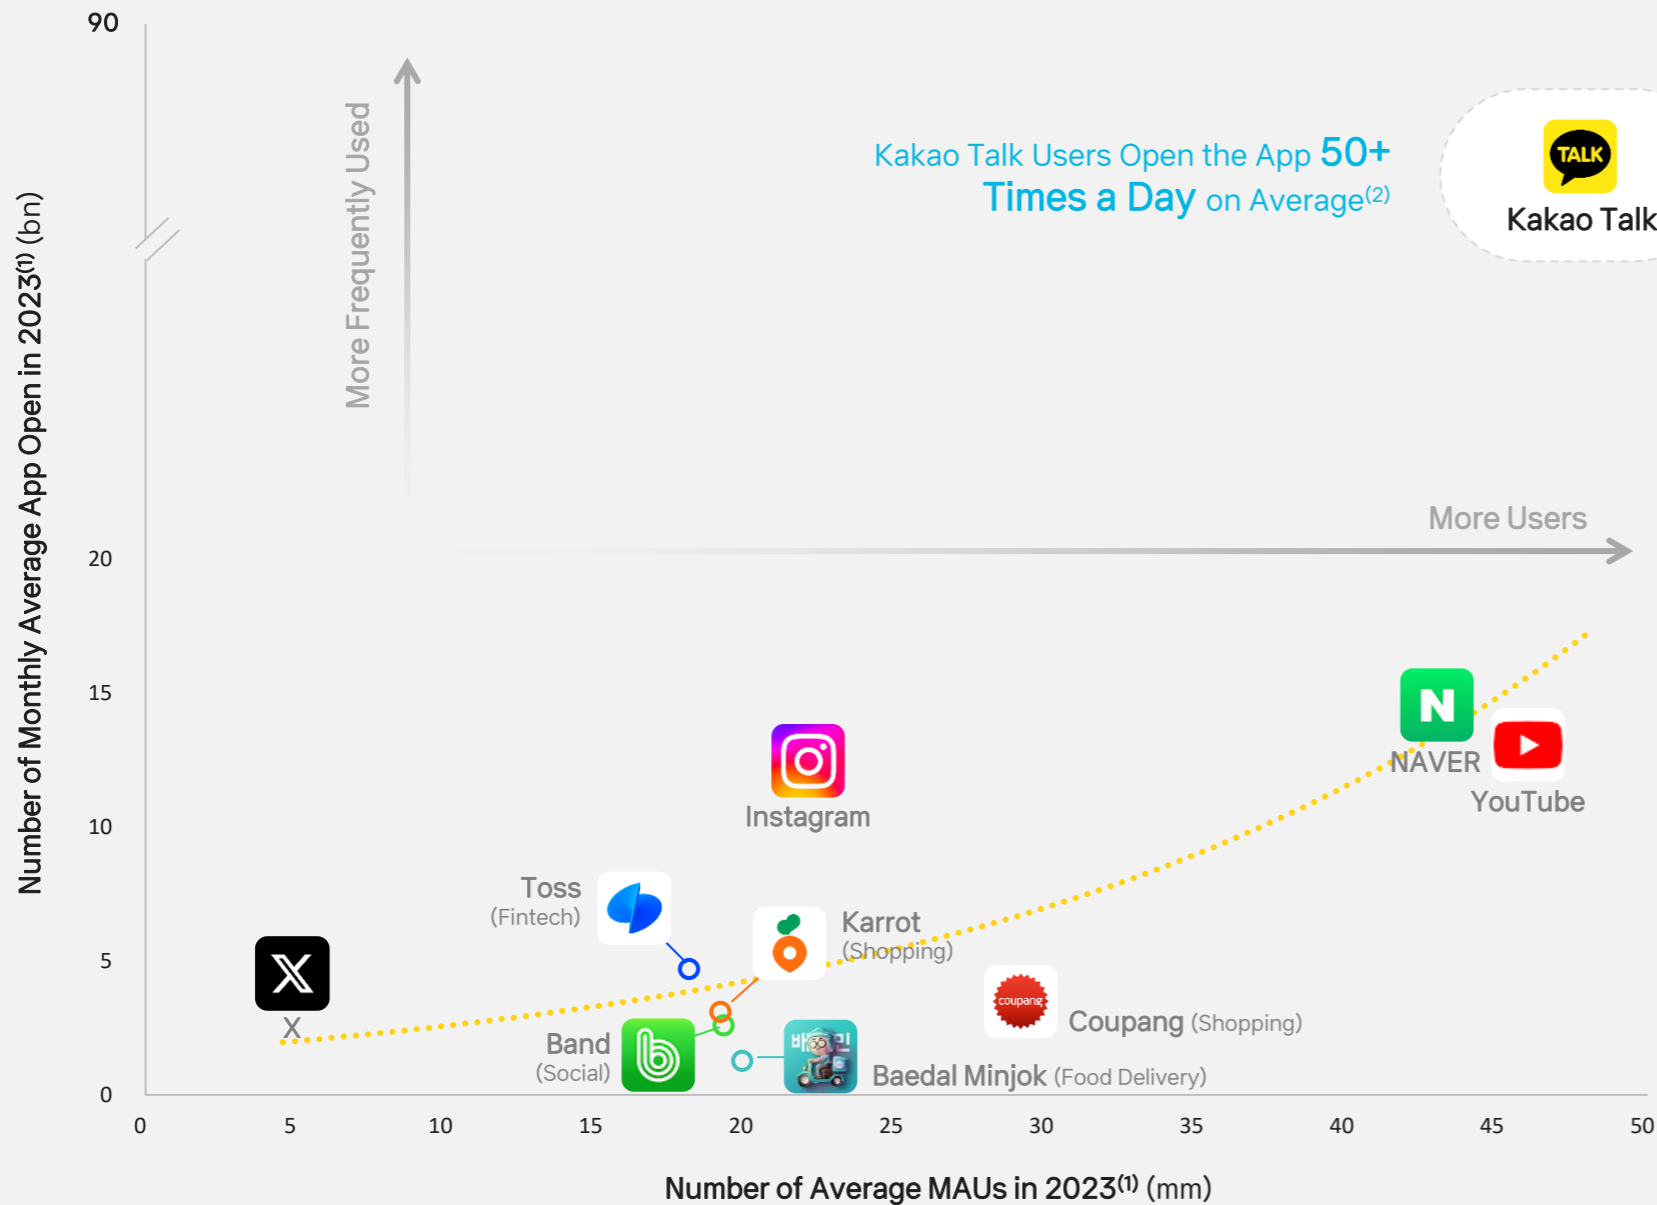 90
Number of Monthly Average App Open in 2023(1) (bn)
More Frequently Used
Kakao Talk Users Open the App 50+
Times a Day on Average(2)
TALK
Kakao Talk
More Users
20
15
N
NAVER
YouTube
Instagram
10
Toss
(Fintech)
Karrot
(Shopping)
5
X
coupang
Coupang (Shopping)
Band
(Social)
b
Baedal Minjok (Food Delivery)
0
0 5 10 15 20 25 30 35 40 45 50
Number of Average MAUs in 2023(1) (mm)